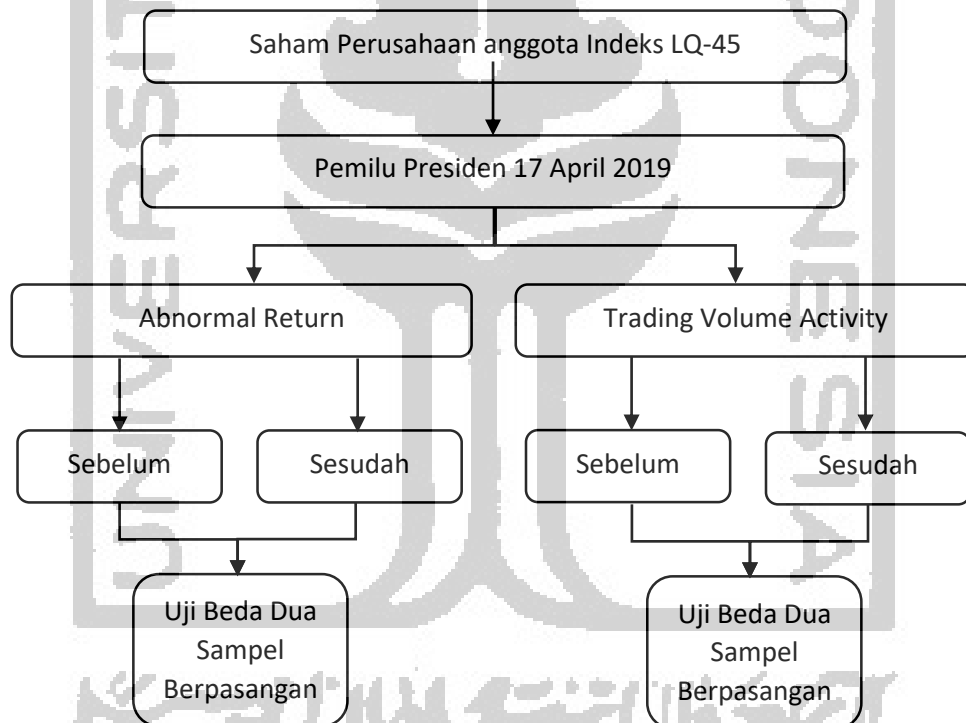 Saham Perusahaan anggota Indeks LQ-45
Pemilu Presiden 17 April 2019
Abnormal Return
Trading Volume Activity
Sebelum
Sesudah
Sebelum
Sesudah
Uji Beda Dua
Sampel
Berpasangan
Uji Beda Dua
Sampel
Berpasangan